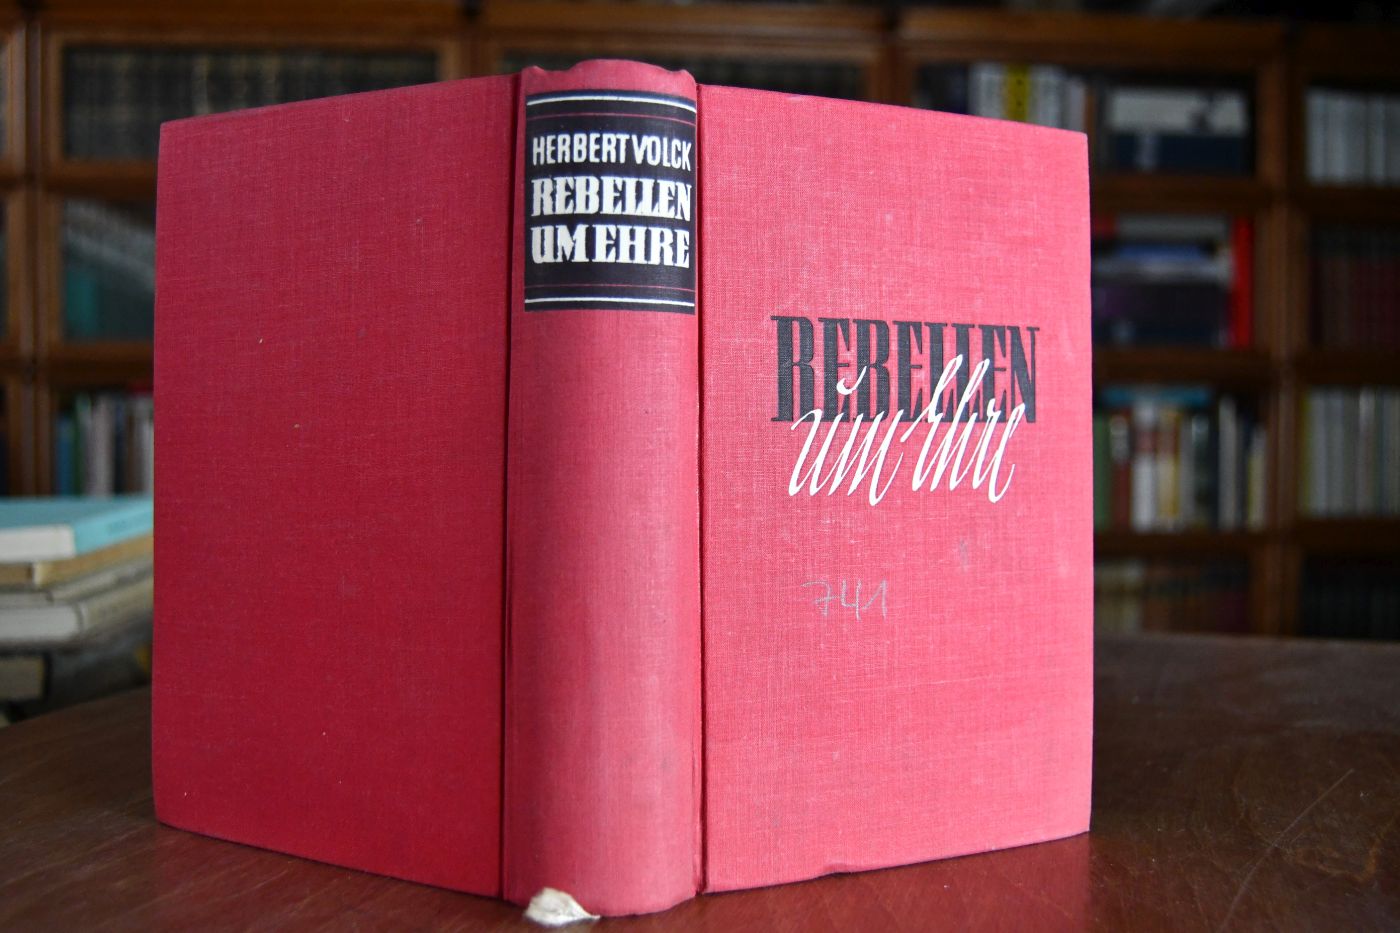 HERBERT VOLCK
REBELLEN
UM EHRE
REBELLEN
um Ehre
741